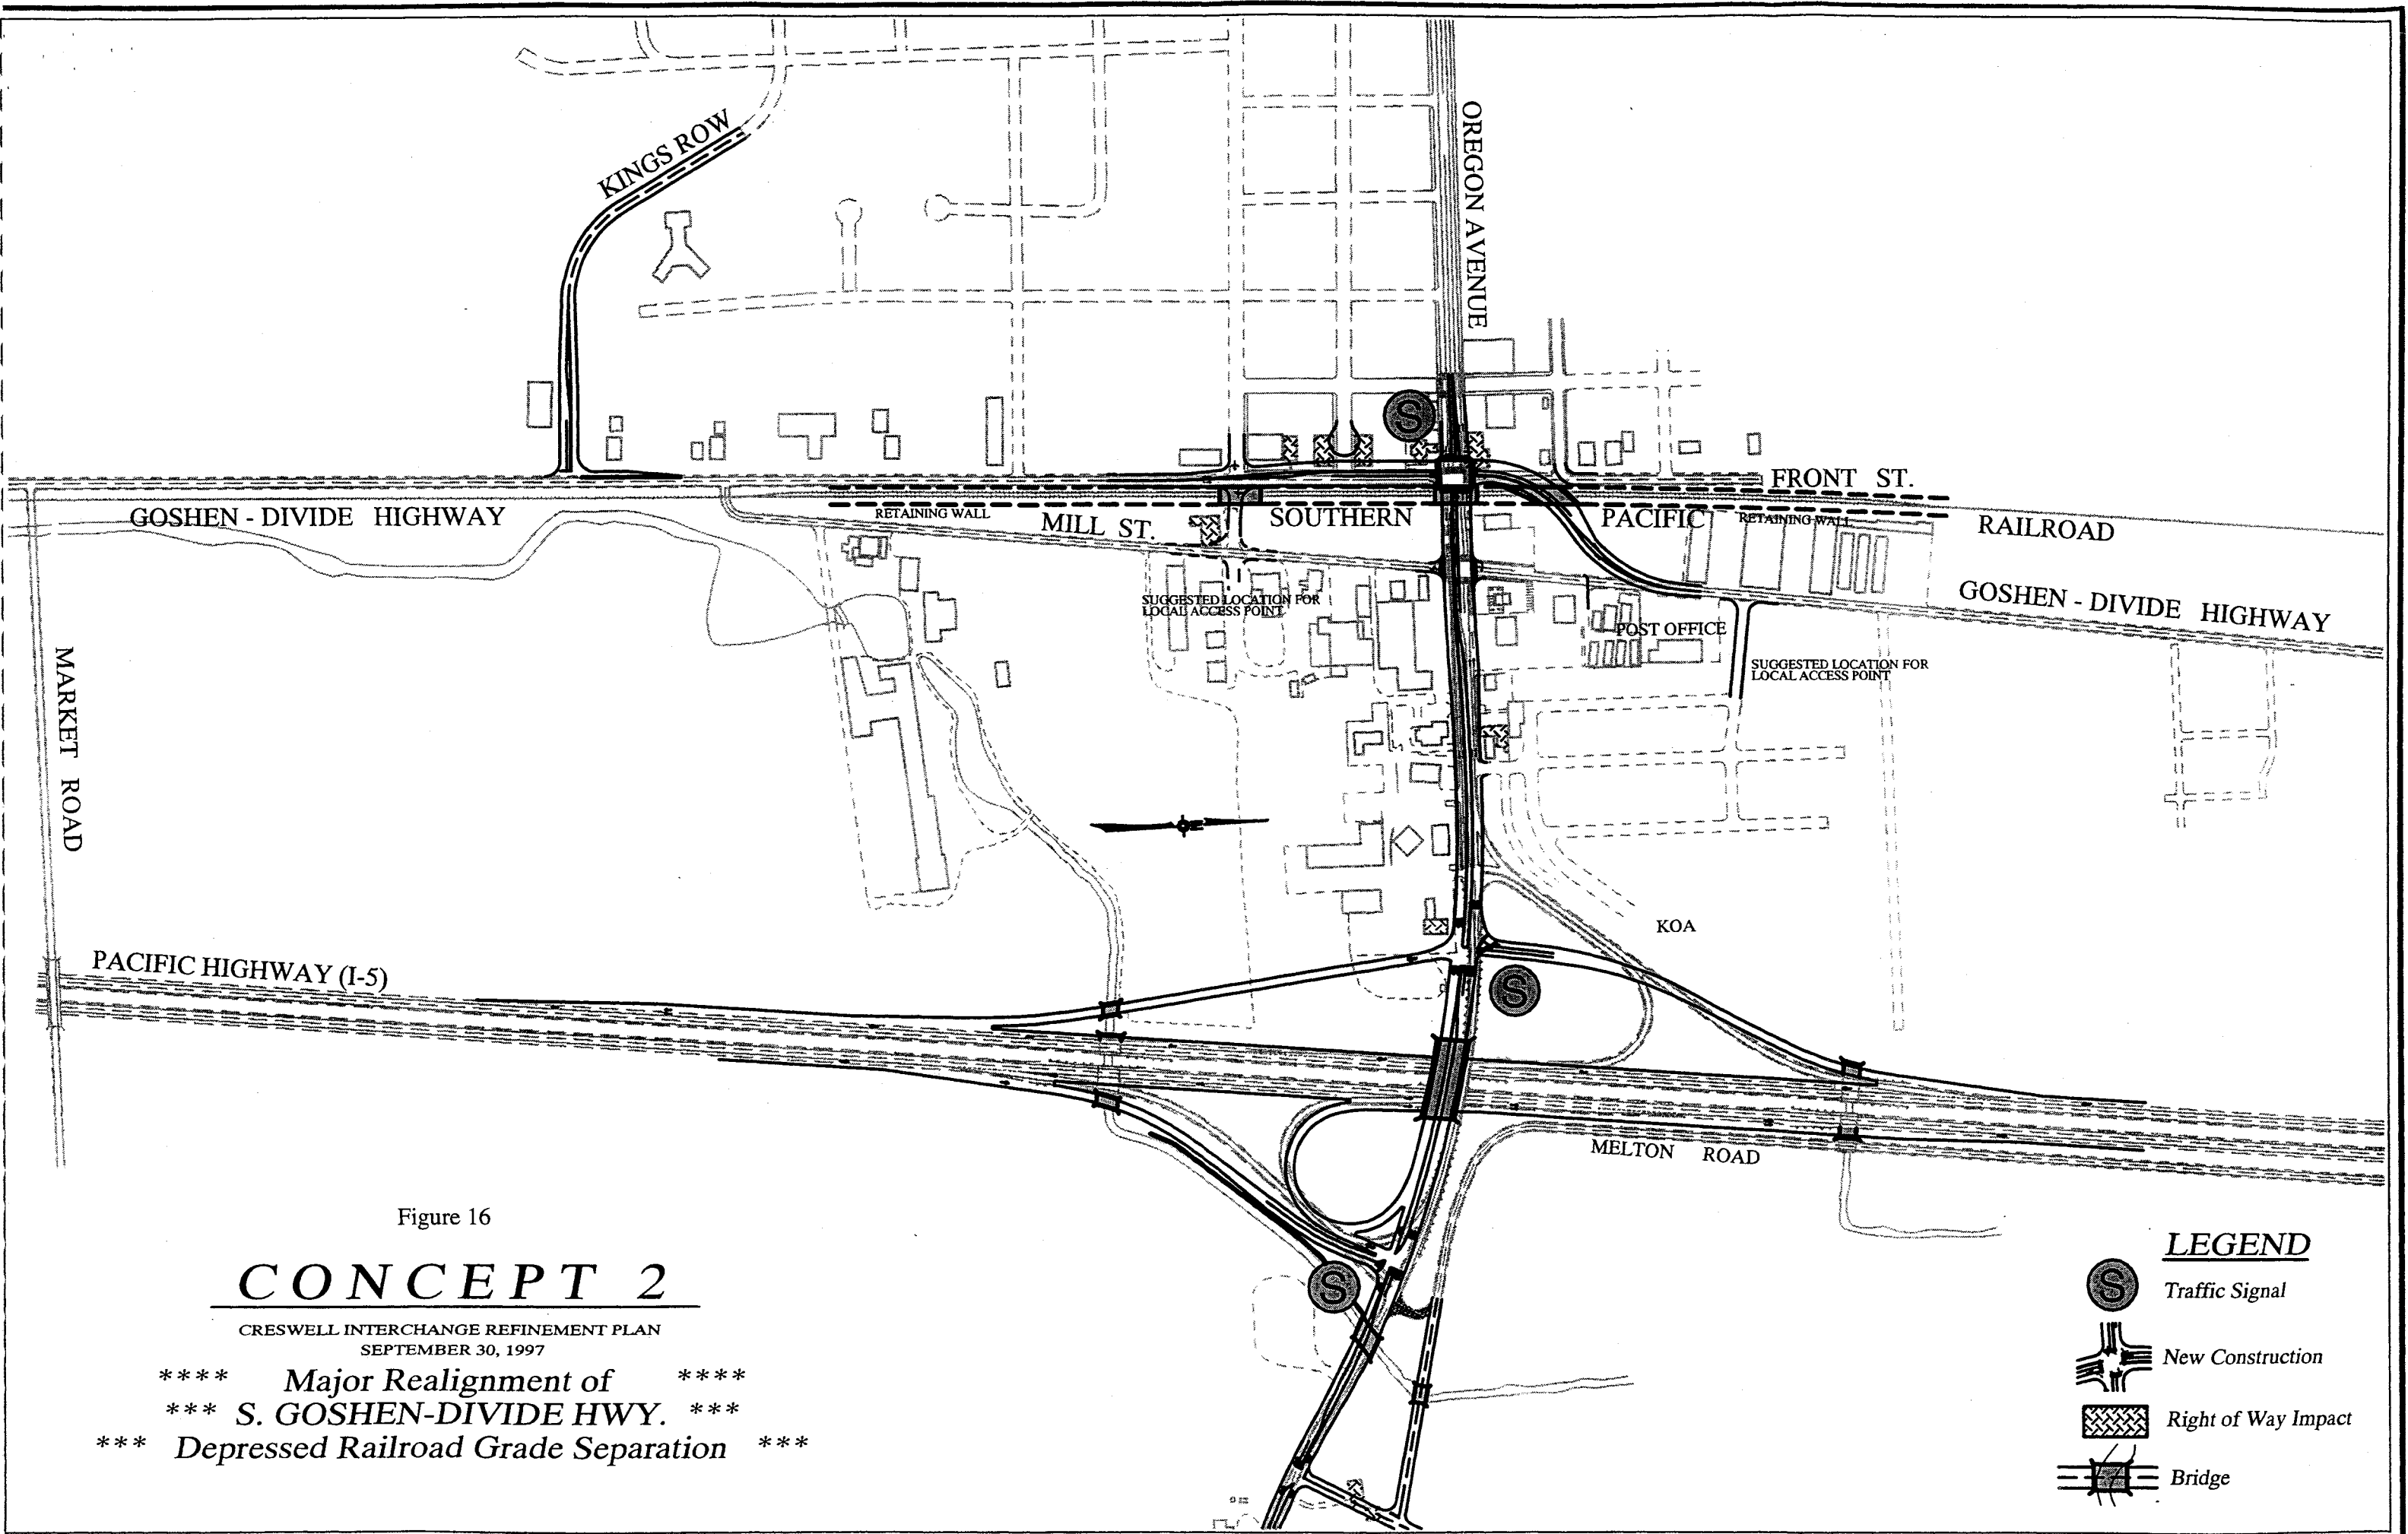 KINGS ROW
OREGON AVENUE
S
FRONT ST.
GOSHEN - DIVIDE HIGHWAY
RETAINING WALL
MILL ST.
SOUTHERN
PACIFIC
RETAINING WALL
RAILROAD
SUGGESTED LOCATION FOR
LOCAL ACCESS POINT
GOSHEN - DIVIDE HIGHWAY
POST OFFICE
SUGGESTED LOCATION FOR
LOCAL ACCESS POINT
MARKET ROAD
KOA
PACIFIC HIGHWAY (I-5)
S
MELTON ROAD
S
Figure 16
CONCEPT 2
CRESWELL INTERCHANGE REFINEMENT PLAN
SEPTEMBER 30, 1997
**** Major Realignment of ****
*** S. GOSHEN-DIVIDE HWY. ***
*** Depressed Railroad Grade Separation ***
LEGEND
S Traffic Signal
New Construction
Right of Way Impact
Bridge